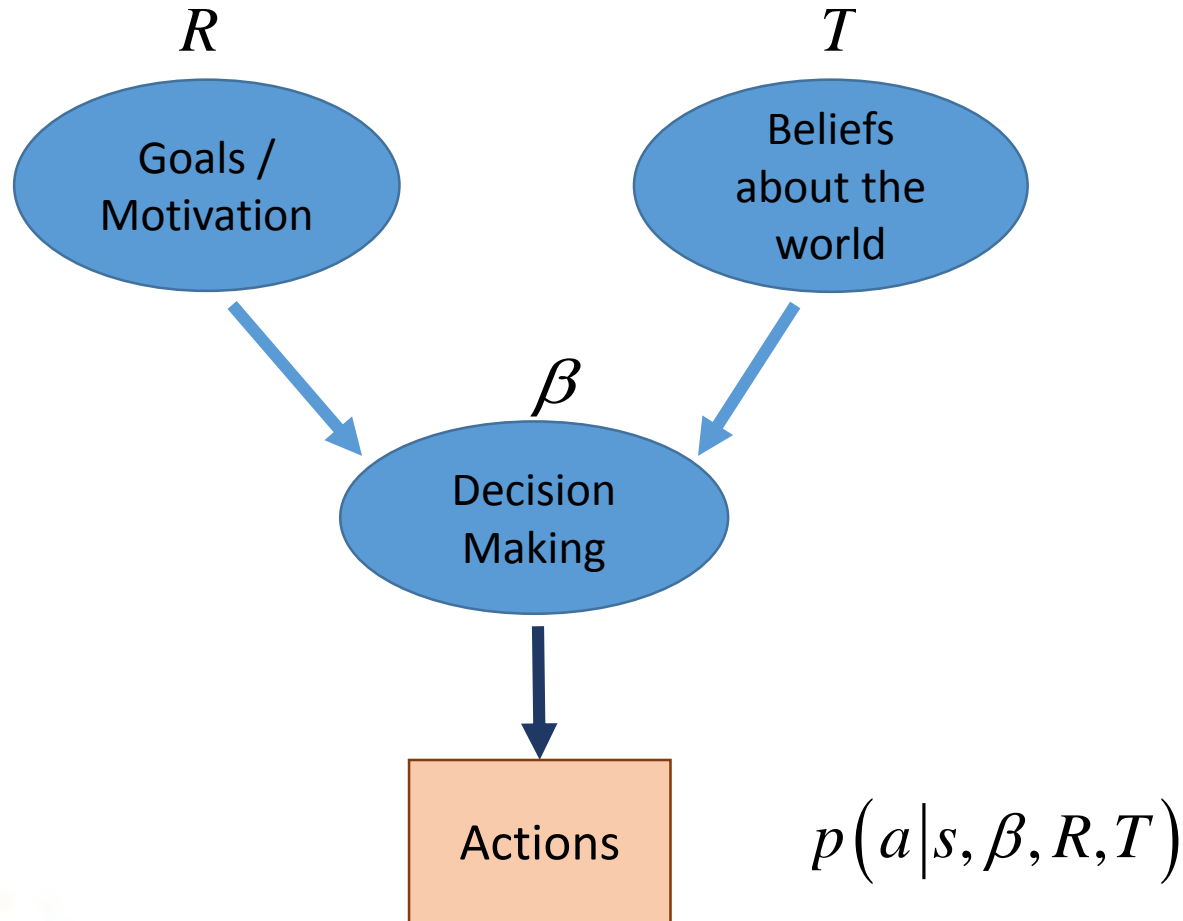 R
T
Goals /
Motivation
Beliefs
about the
world
β
Decision
Making
Actions
p(a|s, β, R, T)